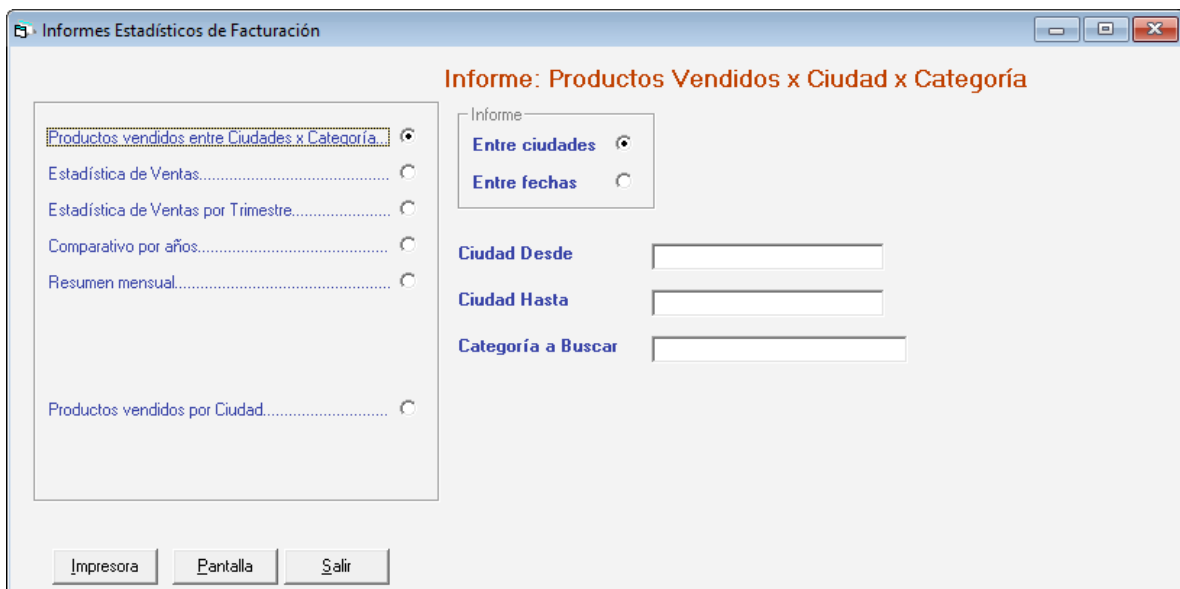 Informes Estadísticos de Facturación
Informe: Productos Vendidos x Ciudad x Categoría
Productos vendidos entre Ciudades x Categoría...
Estadística de Ventas..........................................
Estadística de Ventas por Trimestre......................
Comparativo por años..........................................
Resumen mensual................................................
Productos vendidos por Ciudad............................
Informe
Entre ciudades
Entre fechas
Ciudad Desde
Ciudad Hasta
Categoría a Buscar
Impresora
Pantalla
Salir